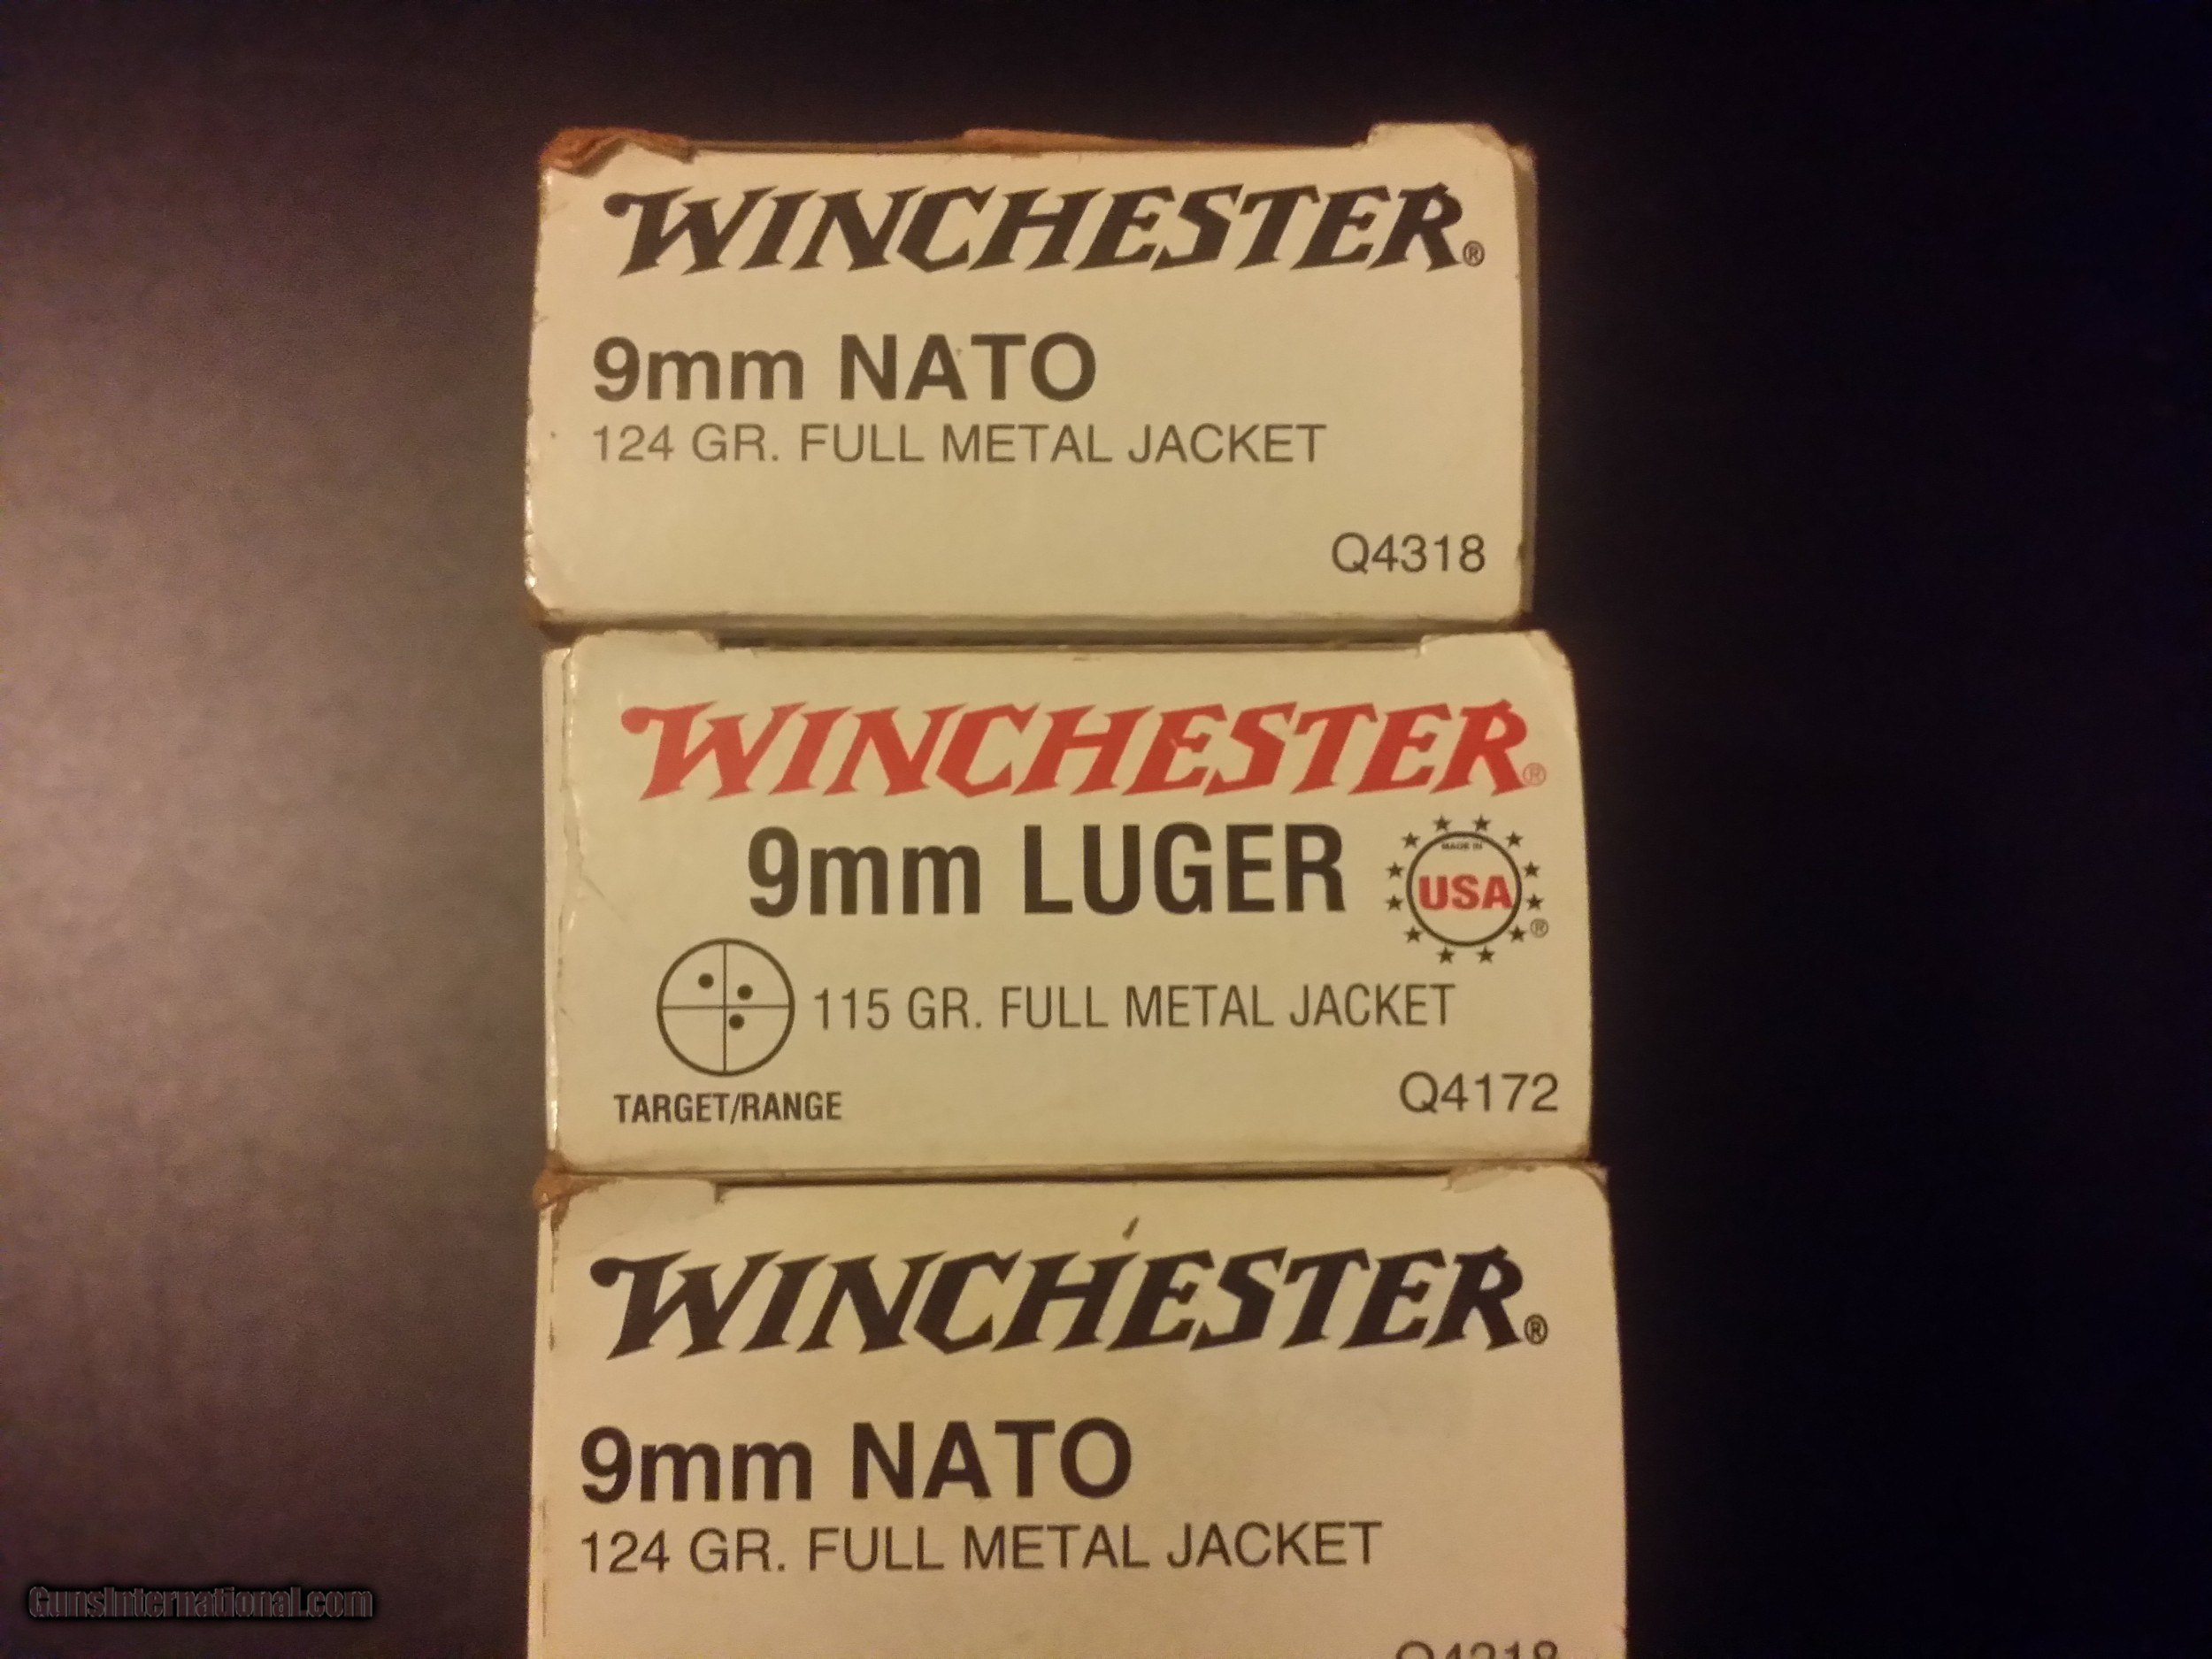 WINCHESTER®
9mm NATO
124 GR. FULL METAL JACKET
Q4318
WINCHESTER®
9mm LUGER
MADE IN
USA
®
115 GR. FULL METAL JACKET
TARGET/RANGE
Q4172
WINCHESTER®
9mm NATO
124 GR. FULL METAL JACKET
Q4318
GunsInternational.com